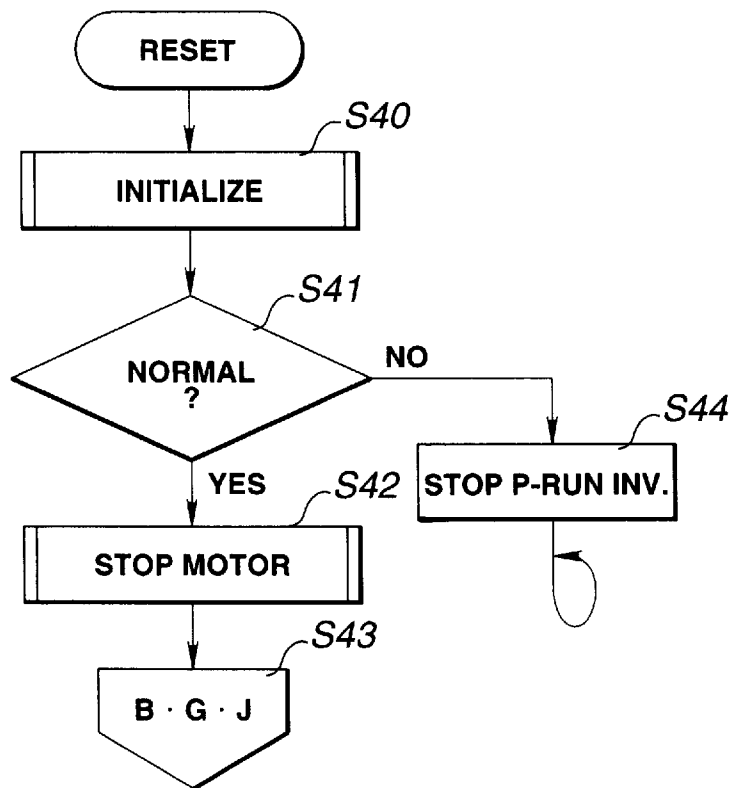 RESET
S40
INITIALIZE
S41
NORMAL
?
NO
YES
S44
STOP P-RUN INV.
S42
STOP MOTOR
S43
B · G · J